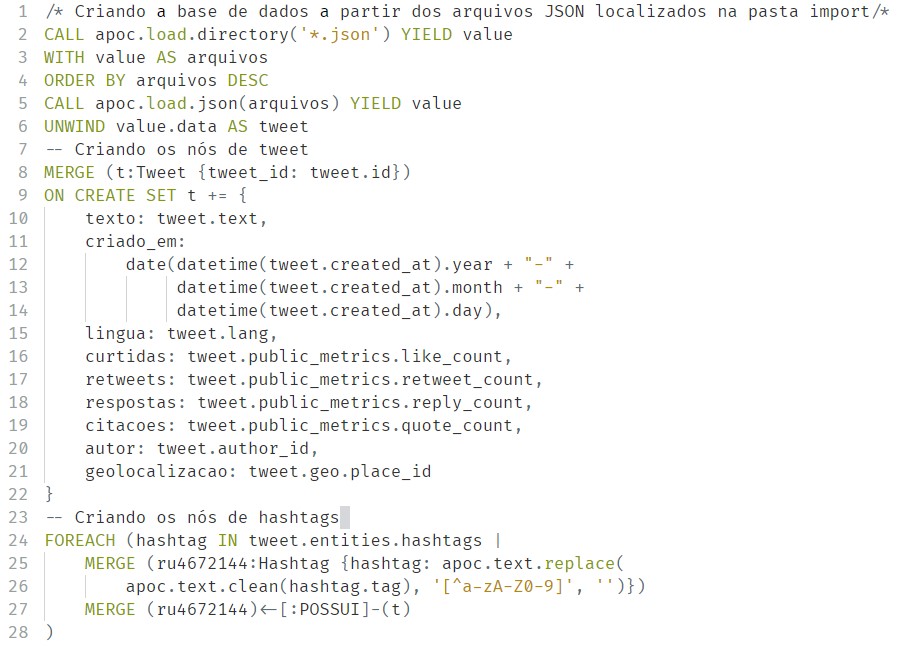 1 /* Criando a base de dados a partir dos arquivos JSON localizados na pasta import/*
2 CALL apoc.load.directory('*.json') YIELD value
3 WITH value AS arquivos
4 ORDER BY arquivos DESC
5 CALL apoc.load.json(arquivos) YIELD value
6 UNWIND value.data AS tweet
7 -- Criando os nós de tweet
8 MERGE (t:Tweet {tweet_id: tweet.id})
9 ON CREATE SET t += {
10     texto: tweet.text,
11     criado_em:
12         date(datetime(tweet.created_at).year + "-" +
13              datetime(tweet.created_at).month + "-" +
14              datetime(tweet.created_at).day),
15     lingua: tweet.lang,
16     curtidas: tweet.public_metrics.like_count,
17     retweets: tweet.public_metrics.retweet_count,
18     respostas: tweet.public_metrics.reply_count,
19     citacoes: tweet.public_metrics.quote_count,
20     autor: tweet.author_id,
21     geolocalizacao: tweet.geo.place_id
22 }
23 -- Criando os nós de hashtags
24 FOREACH (hashtag IN tweet.entities.hashtags |
25     MERGE (ru4672144:Hashtag {hashtag: apoc.text.replace(
26         apoc.text.clean(hashtag.tag), '[^a-zA-Z0-9]', '')})
27     MERGE (ru4672144)<-[:POSSUI]-(t)
28 )